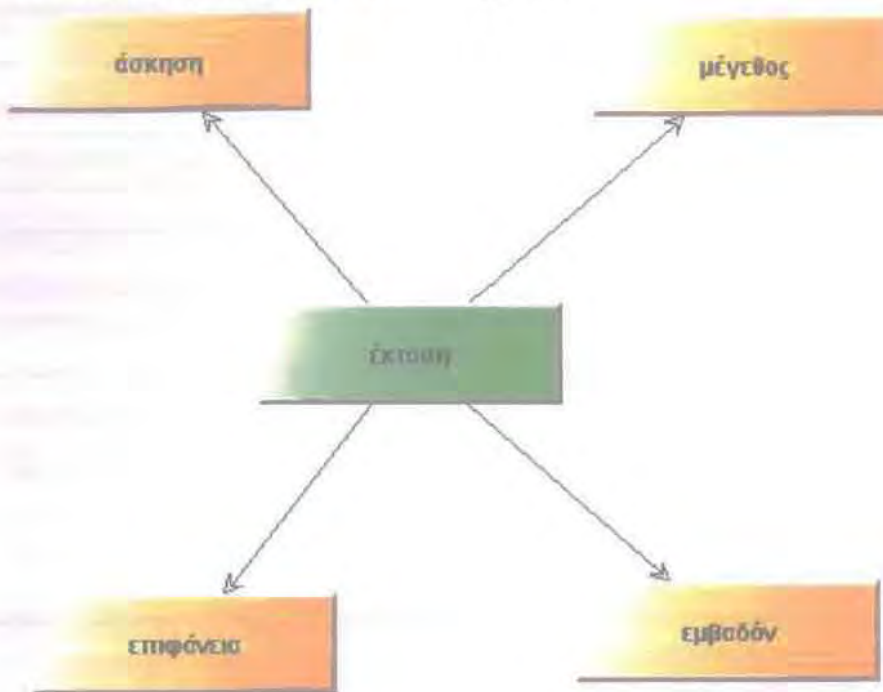 άσκηση
μέγεθος
έκταση
επιφάνεια
εμβαδόν